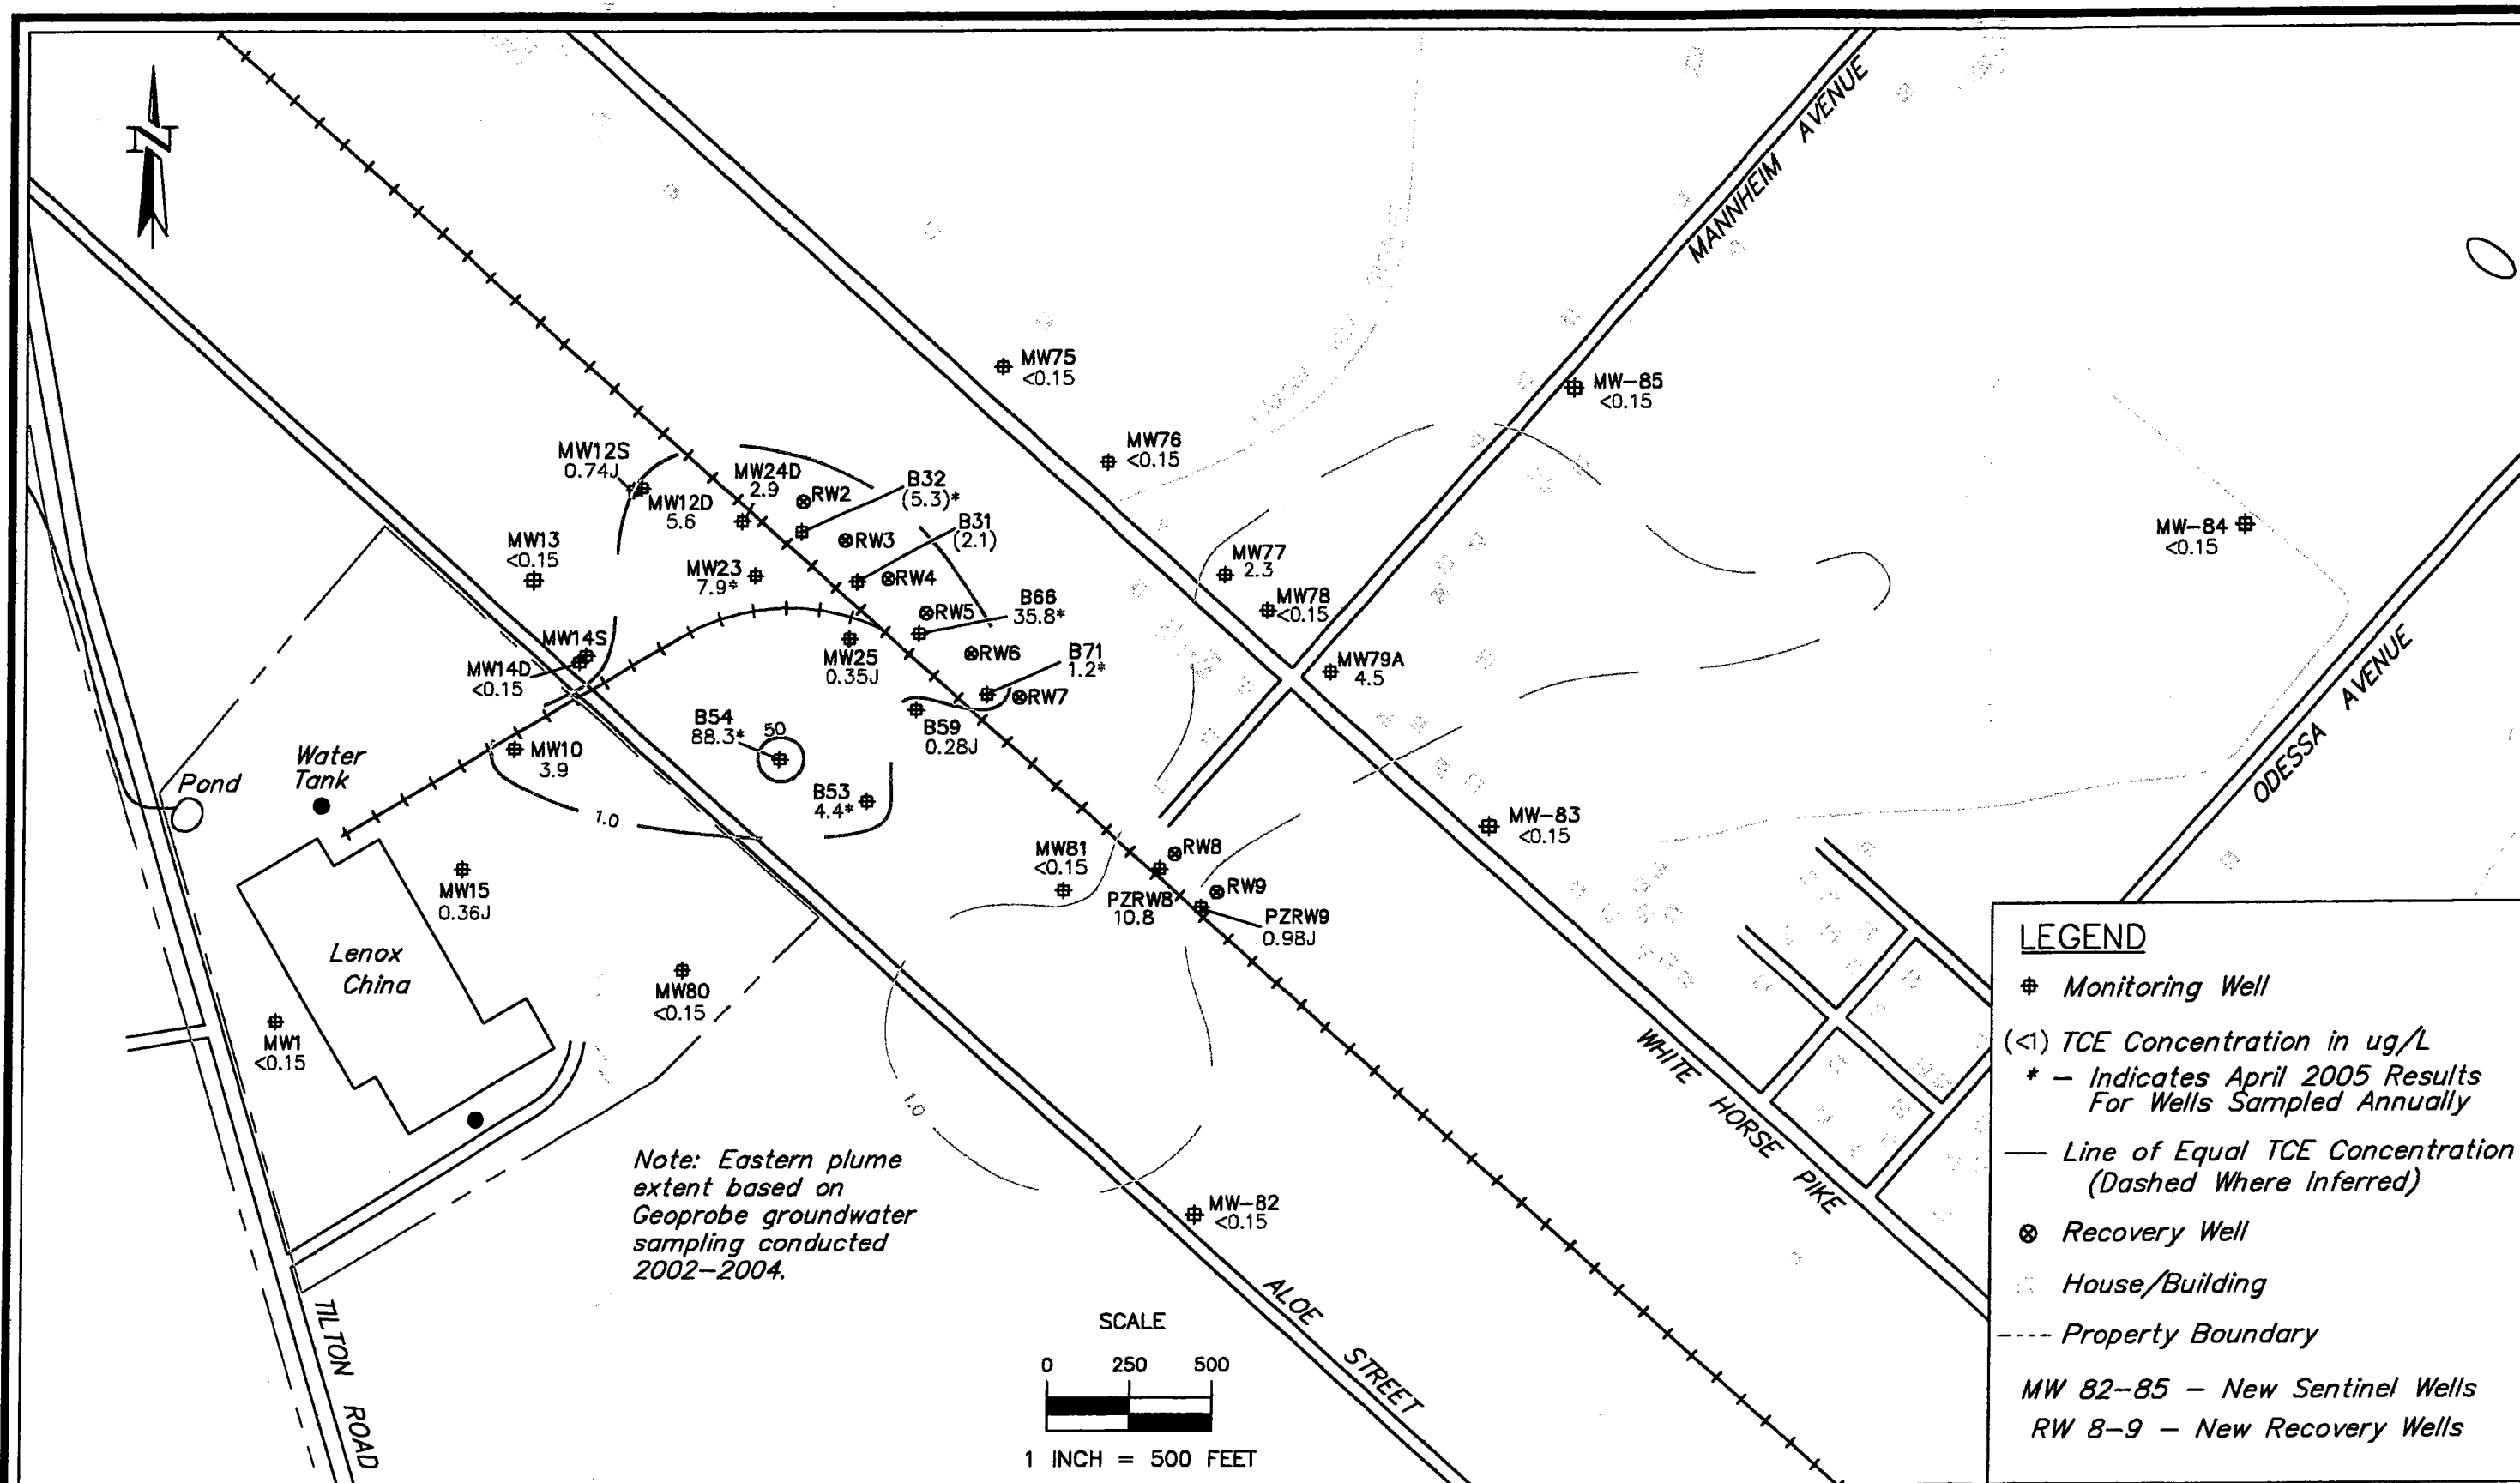 N
MANNHEIM AVENUE
MW75
<0.15
MW-85
<0.15
MW76
<0.15
MW12S
0.74J
MW24D
2.9
RW2
B32
(5.3)*
MW12D
5.6
B31
(2.1)
RW3
MW13
<0.15
MW-84
<0.15
MW23
7.9*
RW4
MW77
2.3
MW78
<0.15
RW5
B66
35.8*
MW14S
MW14D
<0.15
MW25
0.35J
RW6
B71
1.2*
RW7
MW79A
4.5
ODESSA AVENUE
B54
88.3*
50
B59
0.28J
MW10
3.9
Water
Tank
Pond
B53
4.4*
1.0
MW-83
<0.15
MW81
<0.15
RW8
PZRW8
10.8
RW9
PZRW9
0.98J
MW15
0.36J
Lenox
China
MW80
<0.15
MW1
<0.15
1.0
WHITE HORSE PIKE
Note: Eastern plume
extent based on
Geoprobe groundwater
sampling conducted
2002-2004.
MW-82
<0.15
ALOE STREET
TILTON ROAD
SCALE
0 250 500
1 INCH = 500 FEET
LEGEND
Monitoring Well
(<1) TCE Concentration in ug/L
* - Indicates April 2005 Results
For Wells Sampled Annually
Line of Equal TCE Concentration
(Dashed Where Inferred)
Recovery Well
House/Building
Property Boundary
MW 82-85 - New Sentinel Wells
RW 8-9 - New Recovery Wells